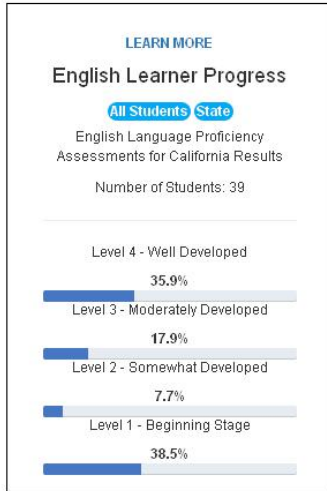 LEARN MORE
English Learner Progress
All Students State
English Language Proficiency
Assessments for California Results
Number of Students: 39
Level 4 - Well Developed
35.9%
Level 3 - Moderately Developed
17.9%
Level 2 - Somewhat Developed
7.7%
Level 1 - Beginning Stage
38.5%